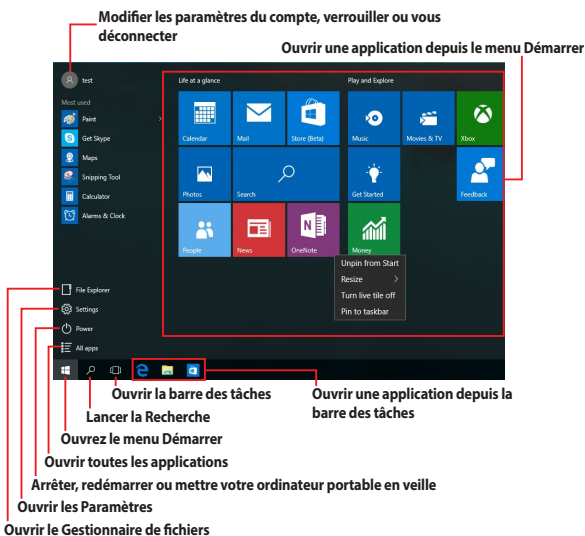 Modifier les paramètres du compte, verrouiller ou vous
déconnecter
Ouvrir une application depuis le menu Démarrer
test
Most used
Paint
Get Skype
Maps
Snipping Tool
Calculator
Alarms & Clock
File Explorer
Settings
Power
All apps
Life at a glance
Calendar
Mail
Store (Beta)
Photos
Search
People
News
OneNote
Play and Explore
Music
Movies & TV
Xbox
Get Started
Feedback
Money
Unpin from Start
Resize
Turn live tile off
Pin to taskbar
Ouvrir la barre des tâches
Ouvrir une application depuis la
barre des tâches
Lancer la Recherche
Ouvrez le menu Démarrer
Ouvrir toutes les applications
Arrêter, redémarrer ou mettre votre ordinateur portable en veille
Ouvrir les Paramètres
Ouvrir le Gestionnaire de fichiers